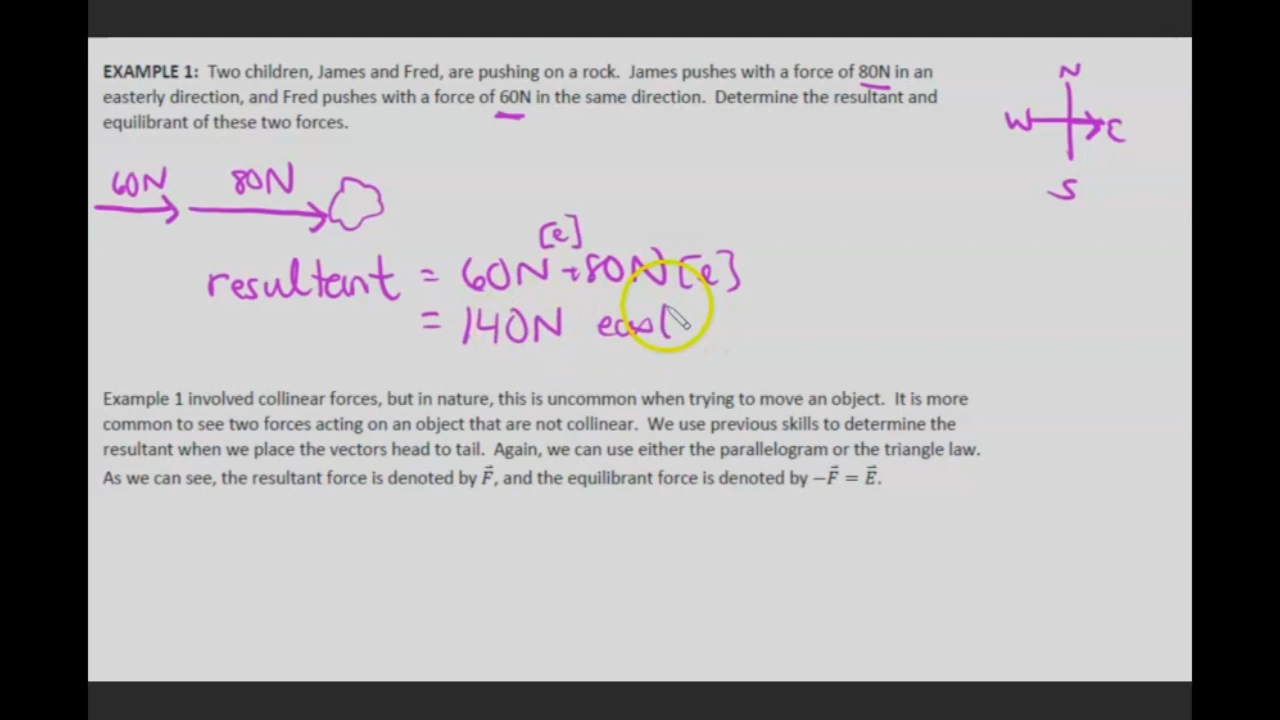 EXAMPLE 1: Two children, James and Fred, are pushing on a rock. James pushes with a force of 80N in an
easterly direction, and Fred pushes with a force of 60N in the same direction. Determine the resultant and
equilibrant of these two forces.
N
W E
S
60N 80N
[e]
resultant = 60N + 80N [e]
= 140N eas(
Example 1 involved collinear forces, but in nature, this is uncommon when trying to move an object. It is more
common to see two forces acting on an object that are not collinear. We use previous skills to determine the
resultant when we place the vectors head to tail. Again, we can use either the parallelogram or the triangle law.
As we can see, the resultant force is denoted by F⃗, and the equilibrant force is denoted by −F⃗ = E⃗.